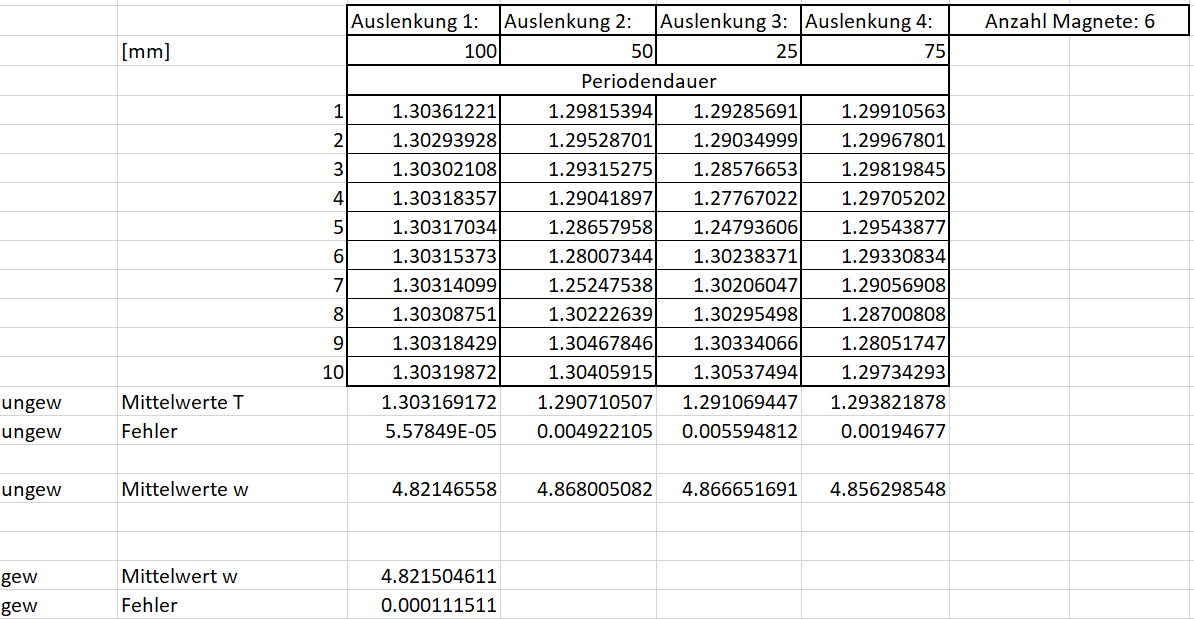 Auslenkung 1: Auslenkung 2: Auslenkung 3: Auslenkung 4: Anzahl Magnete: 6
[mm] 100 50 25 75
Periodendauer
1 1.30361221 1.29815394 1.29285691 1.29910563
2 1.30293928 1.29528701 1.29034999 1.29967801
3 1.30302108 1.29315275 1.28576653 1.29819845
4 1.30318357 1.29041897 1.27767022 1.29705202
5 1.30317034 1.28657958 1.24793606 1.29543877
6 1.30315373 1.28007344 1.30238371 1.29330834
7 1.30314099 1.25247538 1.30206047 1.29056908
8 1.30308751 1.30222639 1.30295498 1.28700808
9 1.30318429 1.30467846 1.30334066 1.28051747
10 1.30319872 1.30405915 1.30537494 1.29734293
ungew Mittelwerte T 1.303169172 1.290710507 1.291069447 1.293821878
ungew Fehler 5.57849E-05 0.004922105 0.005594812 0.00194677
ungew Mittelwerte w 4.82146558 4.868005082 4.866651691 4.856298548
gew Mittelwert w 4.821504611
gew Fehler 0.000111511